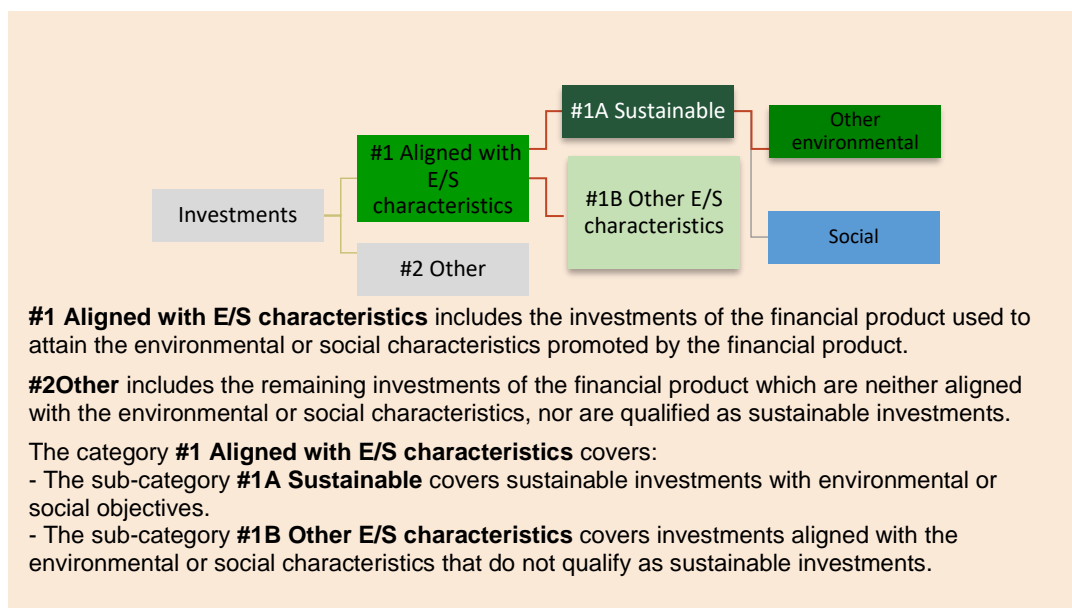 #1A Sustainable
Other
environmental
#1 Aligned with
E/S
characteristics
#1B Other E/S
characteristics
Investments
Social
#2 Other
#1 Aligned with E/S characteristics includes the investments of the financial product used to
attain the environmental or social characteristics promoted by the financial product.
#2Other includes the remaining investments of the financial product which are neither aligned
with the environmental or social characteristics, nor are qualified as sustainable investments.
The category #1 Aligned with E/S characteristics covers:
- The sub-category #1A Sustainable covers sustainable investments with environmental or
social objectives.
- The sub-category #1B Other E/S characteristics covers investments aligned with the
environmental or social characteristics that do not qualify as sustainable investments.